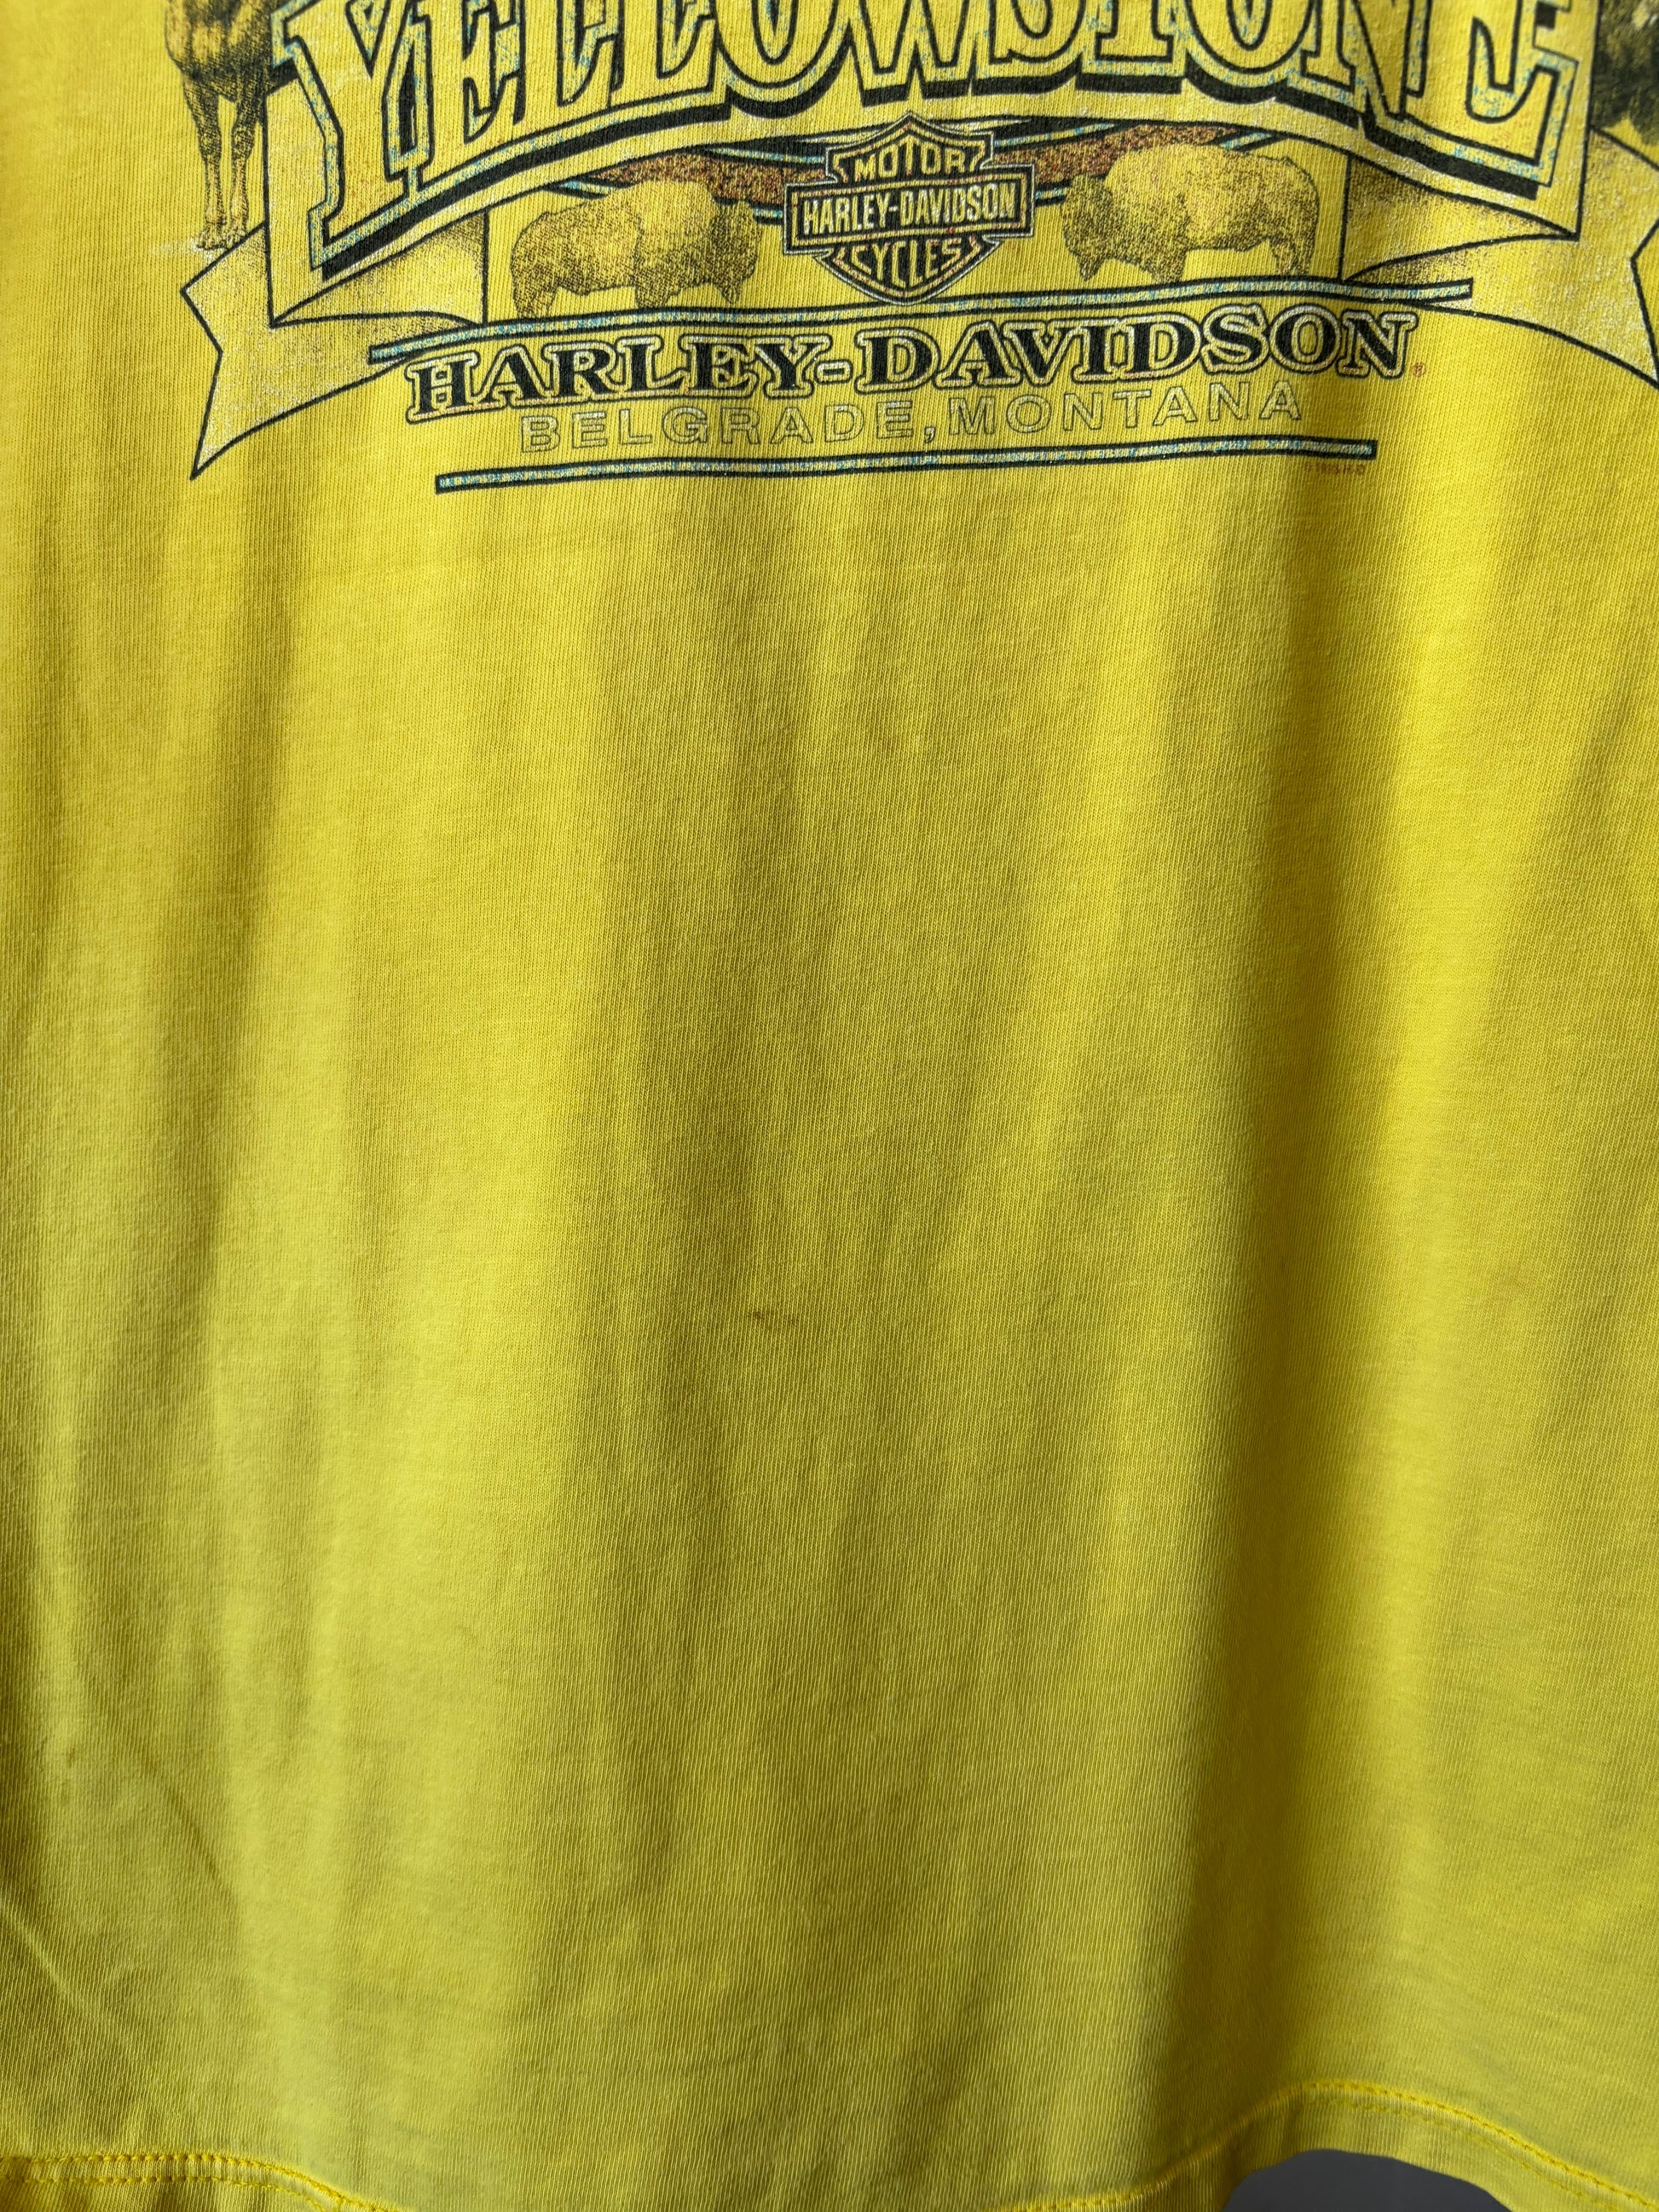 YELLOWSTONE
MOTOR
HARLEY-DAVIDSON
CYCLES
HARLEY-DAVIDSON®
BELGRADE, MONTANA